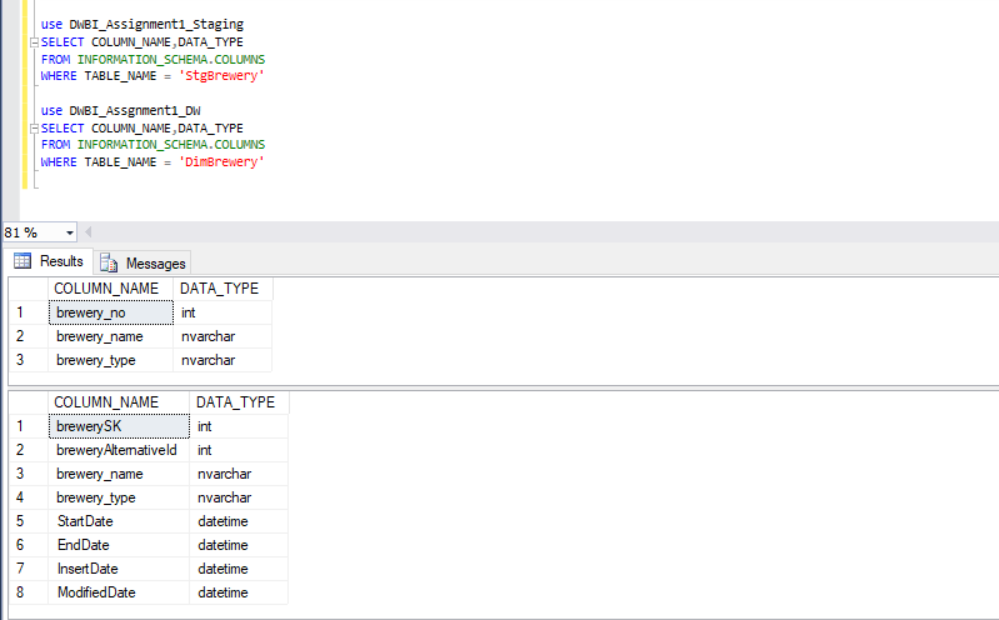 use DWBI_Assignment1_Staging
SELECT COLUMN_NAME,DATA_TYPE
FROM INFORMATION_SCHEMA.COLUMNS
WHERE TABLE_NAME = 'StgBrewery'
use DWBI_Assgnment1_DW
SELECT COLUMN_NAME,DATA_TYPE
FROM INFORMATION_SCHEMA.COLUMNS
WHERE TABLE_NAME = 'DimBrewery'
81 %
Results Messages
COLUMN_NAME DATA_TYPE
1 brewery_no int
2 brewery_name nvarchar
3 brewery_type nvarchar
COLUMN_NAME DATA_TYPE
1 brewerySK int
2 breweryAlternativeId int
3 brewery_name nvarchar
4 brewery_type nvarchar
5 StartDate datetime
6 EndDate datetime
7 InsertDate datetime
8 ModifiedDate datetime